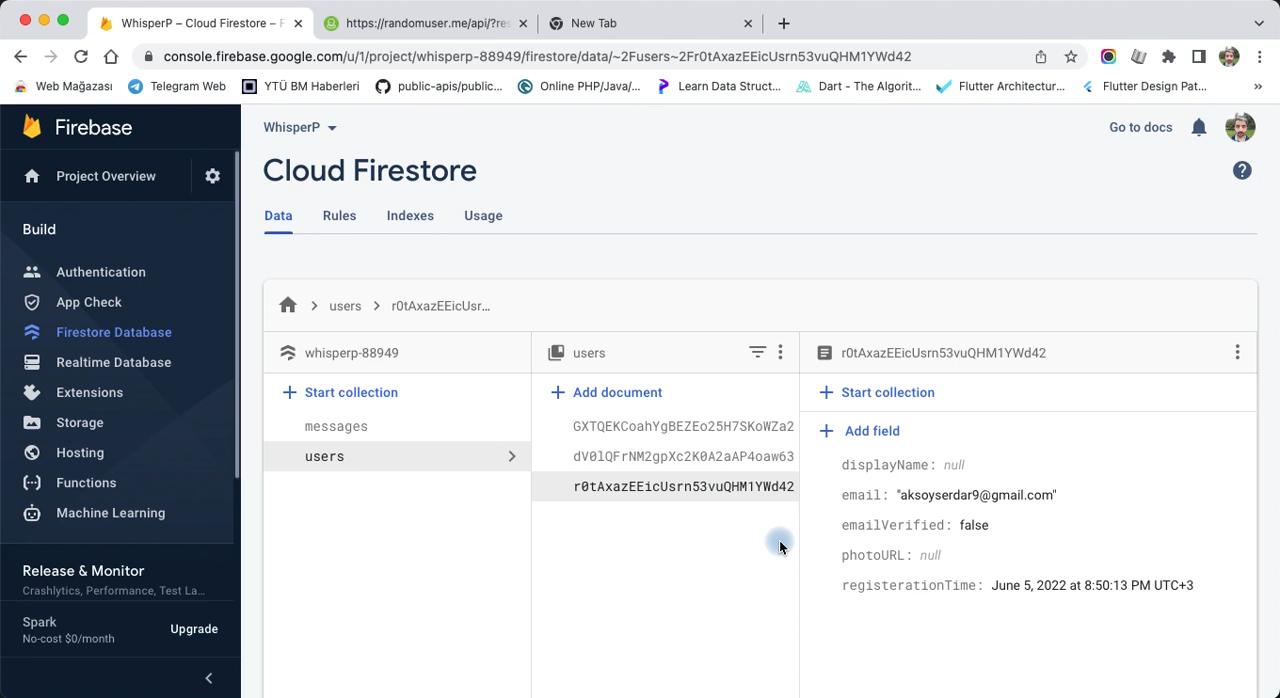 WhisperP – Cloud Firestore – F
https://randomuser.me/api/?res
New Tab
console.firebase.google.com/u/1/project/whisperp-88949/firestore/data/~2Fusers~2Fr0tAxazEEicUsrn53vuQHM1YWd42
Web Mağazası
Telegram Web
YTÜ BM Haberleri
public-apis/public...
Online PHP/Java/...
Learn Data Struct...
Dart - The Algorit...
Flutter Architectur...
Flutter Design Pat...
»
Firebase
WhisperP
Go to docs
Project Overview
Cloud Firestore
Data
Rules
Indexes
Usage
Build
Authentication
App Check
Firestore Database
Realtime Database
Extensions
Storage
Hosting
Functions
Machine Learning
Release & Monitor
Crashlytics, Performance, Test La...
Spark
No-cost $0/month
Upgrade
users
r0tAxazEEicUsr...
whisperp-88949
Start collection
messages
users
users
Add document
GXTQEKCoahYgBEZEo25H7SKoWZa2
dV0lQFrNM2gpXc2K0A2aAP4oaw63
r0tAxazEEicUsrn53vuQHM1YWd42
r0tAxazEEicUsrn53vuQHM1YWd42
Start collection
Add field
displayName: null
email: "aksoyserdar9@gmail.com"
emailVerified: false
photoURL: null
registerationTime: June 5, 2022 at 8:50:13 PM UTC+3